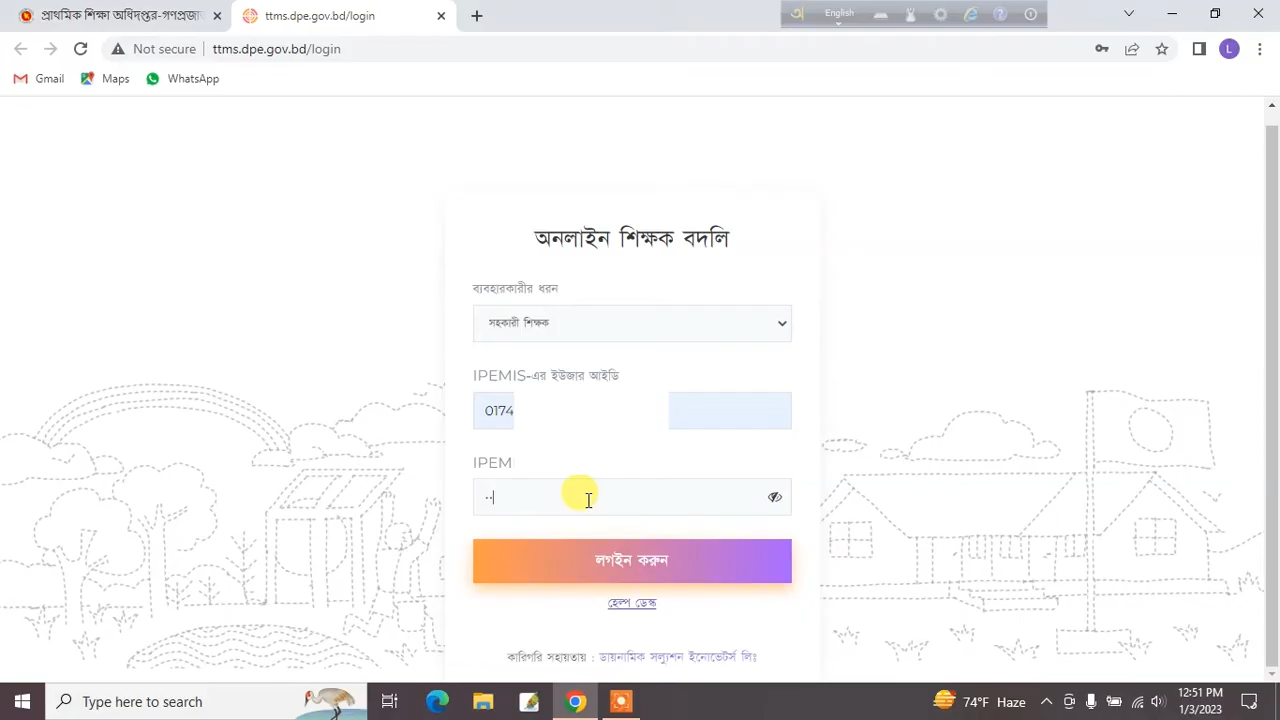 প্রাথমিক শিক্ষা অধিদপ্তর-গণপ্রজা
ttms.dpe.gov.bd/login
English
Not secure
ttms.dpe.gov.bd/login
L
Gmail
Maps
WhatsApp
অনলাইন শিক্ষক বদলি
ব্যবহারকারীর ধরন
সহকারী শিক্ষক
IPEMIS-এর ইউজার আইডি
0174
IPEM
লগইন করুন
হেল্প ডেস্ক
কারিগরি সহায়তায় : ডায়নামিক সল্যুশন ইনোভেটর্স লিঃ
Type here to search
74°F Haze
12:51 PM
1/3/2023